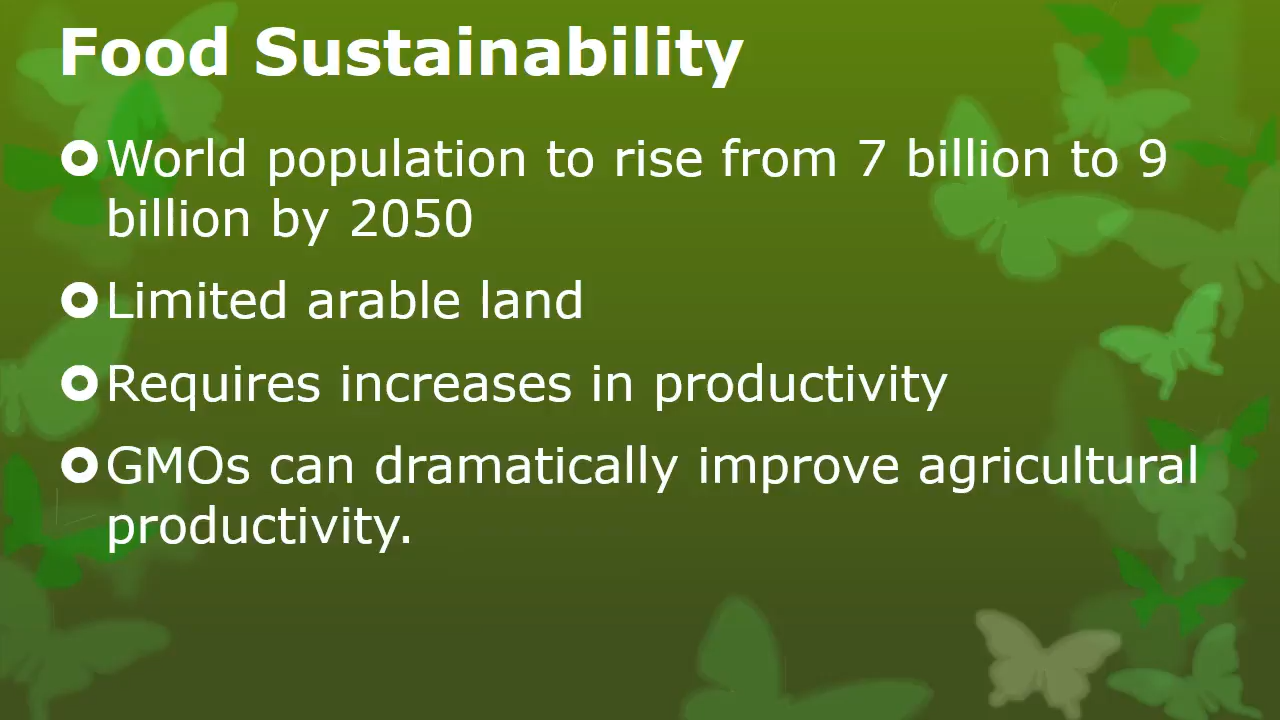 Food Sustainability
World population to rise from 7 billion to 9
billion by 2050
Limited arable land
Requires increases in productivity
GMOs can dramatically improve agricultural
productivity.